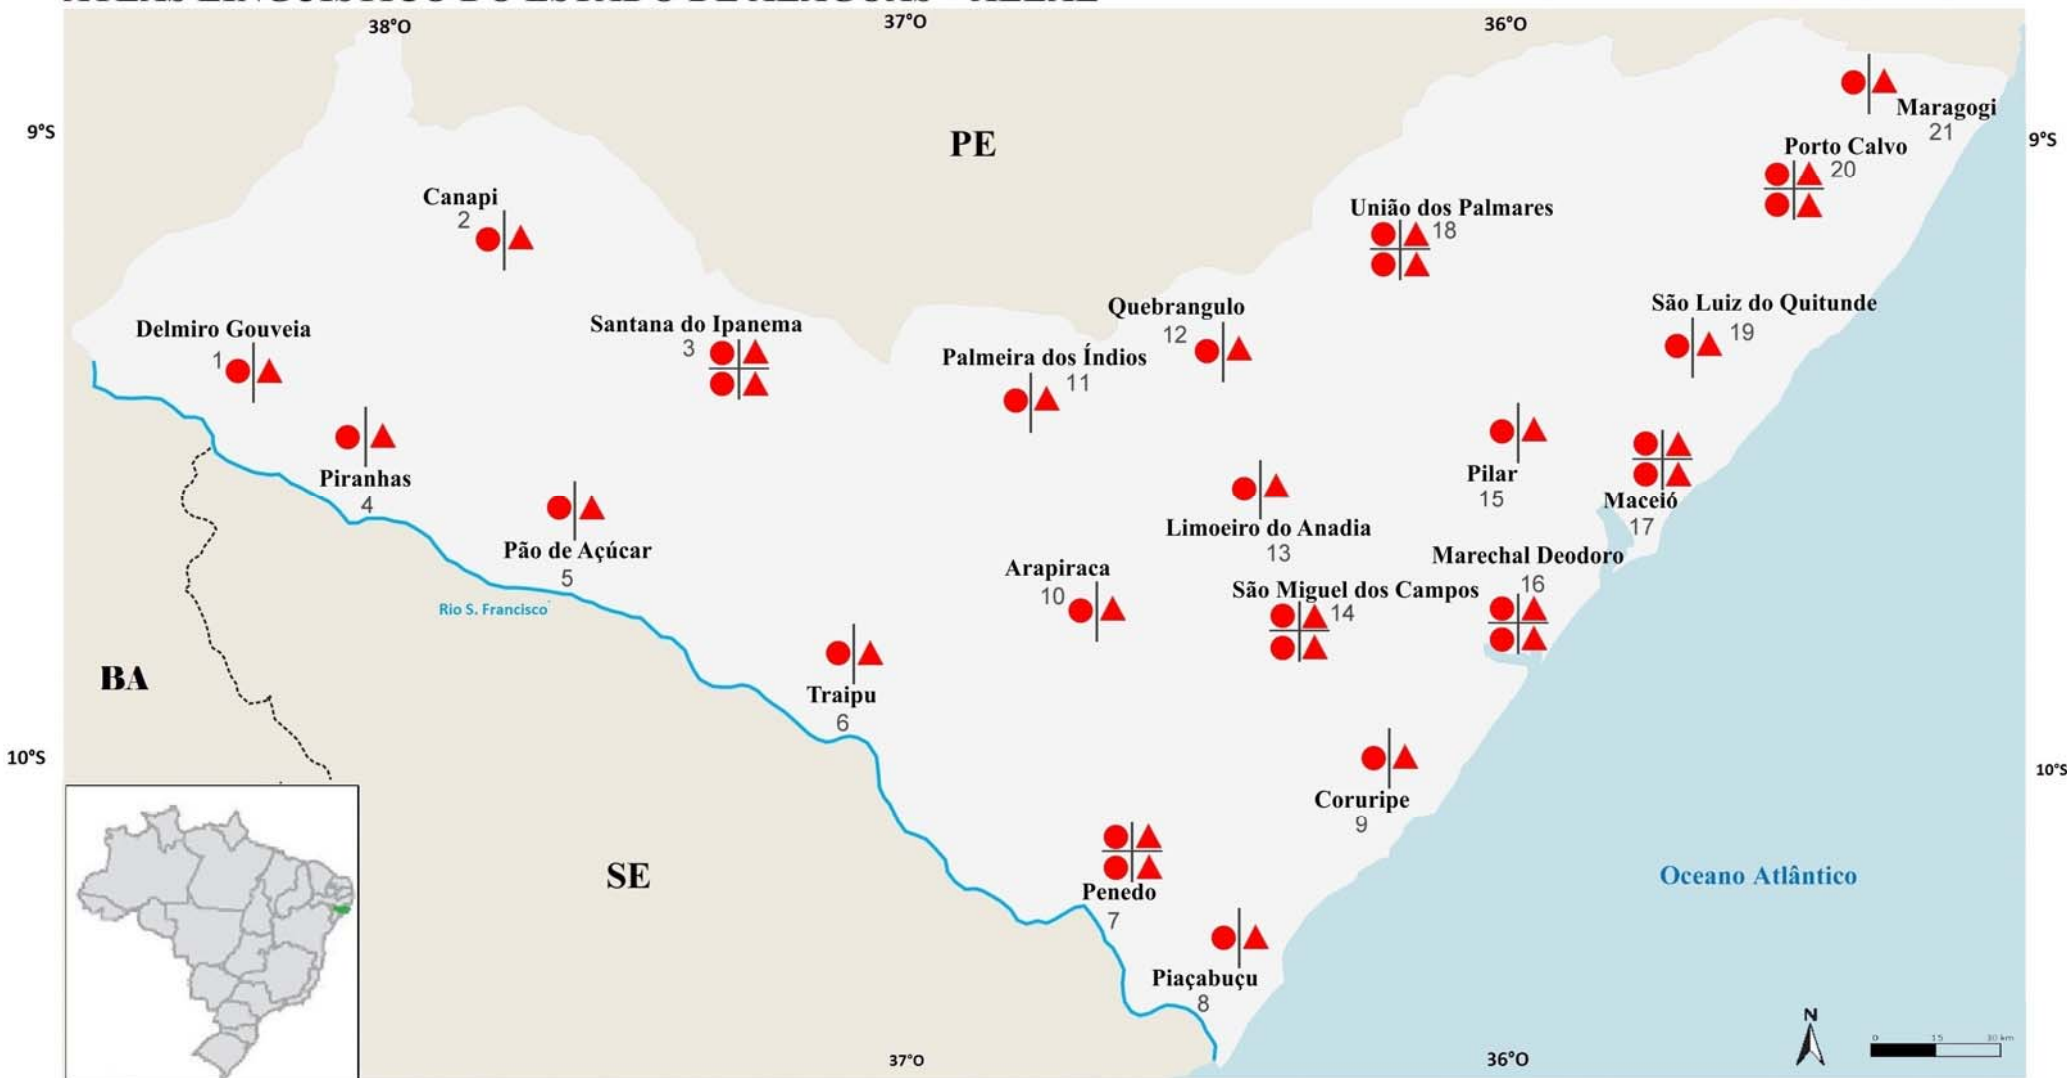 38°O
37°O
36°O
9°S
9°S
PE
Maragogi
21
Porto Calvo
20
Canapi
2
União dos Palmares
18
Quebrangulo
12
São Luiz do Quitunde
19
Delmiro Gouveia
1
Santana do Ipanema
3
Palmeira dos Índios
11
Piranhas
4
Pilar
15
Maceió
17
Pão de Açúcar
5
Limoeiro do Anadia
13
Marechal Deodoro
16
Arapiraca
10
São Miguel dos Campos
14
Rio S. Francisco
BA
Traipu
6
10°S
10°S
Coruripe
9
SE
Penedo
7
Oceano Atlântico
Piaçabuçu
8
N
0 15 30 km
37°O
36°O